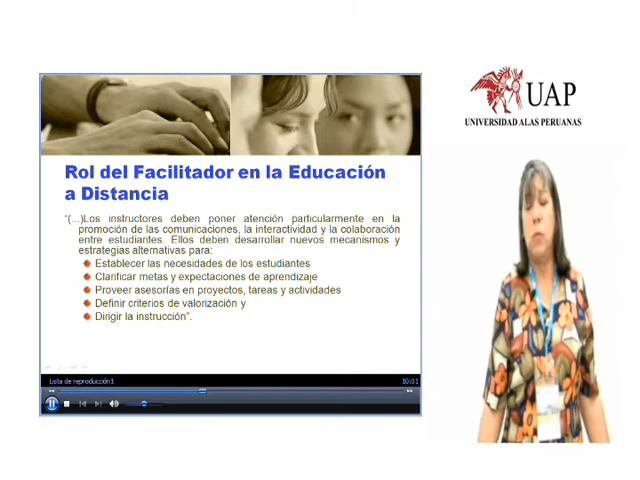 UAP
UNIVERSIDAD ALAS PERUANAS
Rol del Facilitador en la Educación
a Distancia
“(…)Los instructores deben poner atención particularmente en la
promoción de las comunicaciones, la interactividad y la colaboración
entre estudiantes. Ellos deben desarrollar nuevos mecanismos y
estrategias alternativas para:
Establecer las necesidades de los estudiantes
Clarificar metas y expectaciones de aprendizaje
Proveer asesorías en proyectos, tareas y actividades
Definir criterios de valorización y
Dirigir la instrucción”.
Lista de reproducción1
10:01